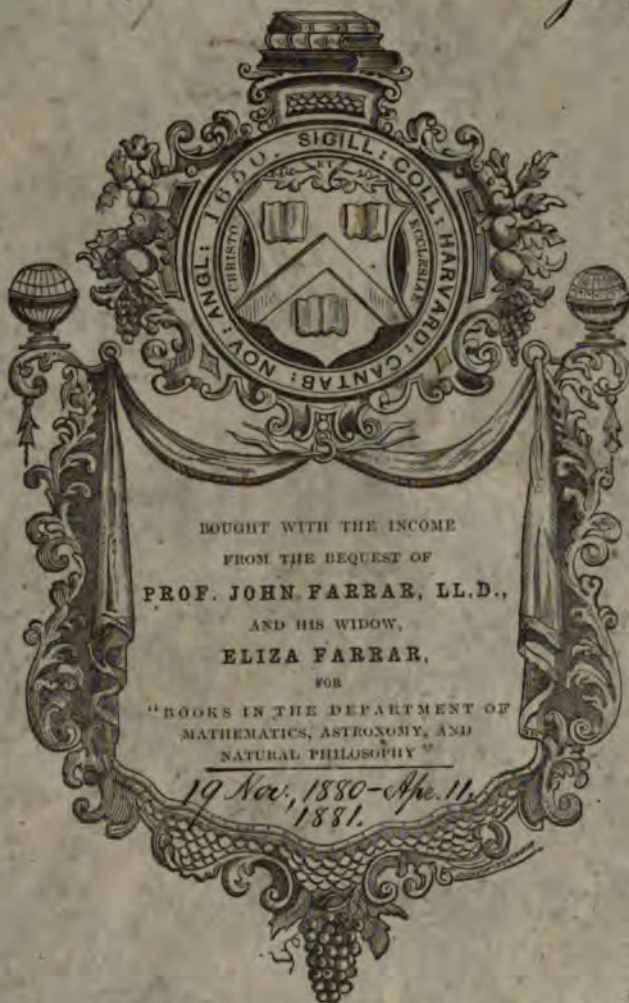 SIGILL: COLL: HARVARD: CANTAB: NOV: ANGL: 1650.
ET
CHRISTO
ECCLESIAE
BOUGHT WITH THE INCOME
FROM THE BEQUEST OF
PROF. JOHN FARRAR, LL.D.,
AND HIS WIDOW,
ELIZA FARRAR,
FOR
"BOOKS IN THE DEPARTMENT OF
MATHEMATICS, ASTRONOMY, AND
NATURAL PHILOSOPHY"
19 Nov., 1880-Apr. 11,
1881.